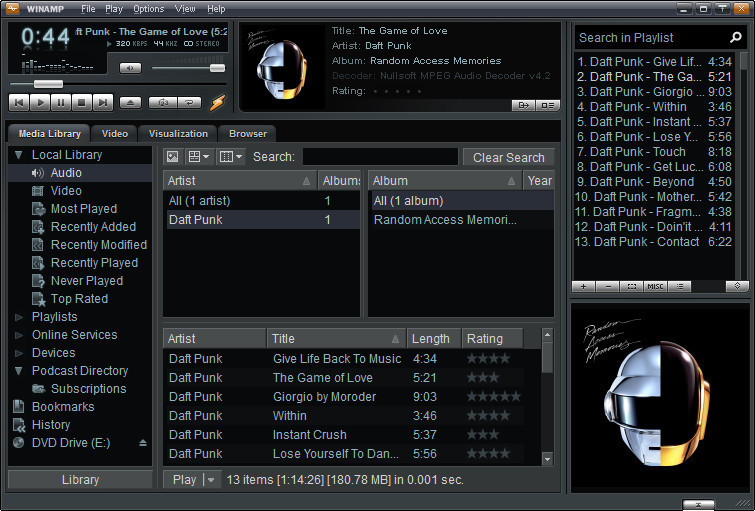 WINAMP File Play Options View Help
0:44 ft Punk - The Game of Love (5:2
320 KBPS 44 KHZ STEREO
Title: The Game of Love
Artist: Daft Punk
Album: Random Access Memories
Decoder: Nullsoft MPEG Audio Decoder v4.2
Rating:
Random
Access
Memories
Search in Playlist
1. Daft Punk - Give Lif... 4:34
2. Daft Punk - The Ga... 5:21
3. Daft Punk - Giorgio ... 9:03
4. Daft Punk - Within 3:46
5. Daft Punk - Instant ... 5:37
6. Daft Punk - Lose Y... 5:56
7. Daft Punk - Touch 8:18
8. Daft Punk - Get Luc... 6:08
9. Daft Punk - Beyond 4:50
10. Daft Punk - Mother... 5:42
11. Daft Punk - Fragm... 4:38
12. Daft Punk - Doin'it ... 4:11
13. Daft Punk - Contact 6:22
+ − MISC
Media Library Video Visualization Browser
Local Library
Audio
Video
Most Played
Recently Added
Recently Modified
Recently Played
Never Played
Top Rated
Playlists
Online Services
Devices
Podcast Directory
Subscriptions
Bookmarks
History
DVD Drive (E:)
Library
Search: Clear Search
Artist Albums
All (1 artist) 1
Daft Punk 1
Album Year
All (1 album)
Random Access Memori...
Artist Title Length Rating
Daft Punk Give Life Back To Music 4:34 ★★★★
Daft Punk The Game of Love 5:21 ★★★
Daft Punk Giorgio by Moroder 9:03 ★★★★★
Daft Punk Within 3:46 ★★★★
Daft Punk Instant Crush 5:37 ★★★
Daft Punk Lose Yourself To Dan... 5:56 ★★★★
Play 13 items [1:14:26] [180.78 MB] in 0.001 sec.
Random
Access
Memories